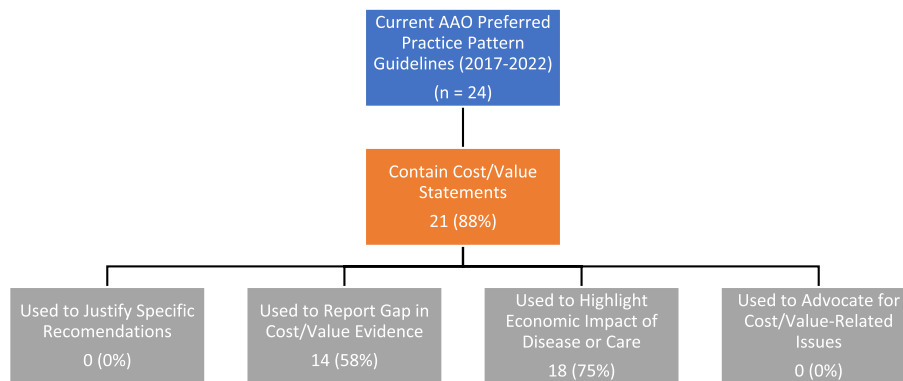 Current AAO Preferred
Practice Pattern
Guidelines (2017-2022)
(n = 24)
Contain Cost/Value
Statements
21 (88%)
Used to Justify Specific
Recomendations
0 (0%)
Used to Report Gap in
Cost/Value Evidence
14 (58%)
Used to Highlight
Economic Impact of
Disease or Care
18 (75%)
Used to Advocate for
Cost/Value-Related
Issues
0 (0%)